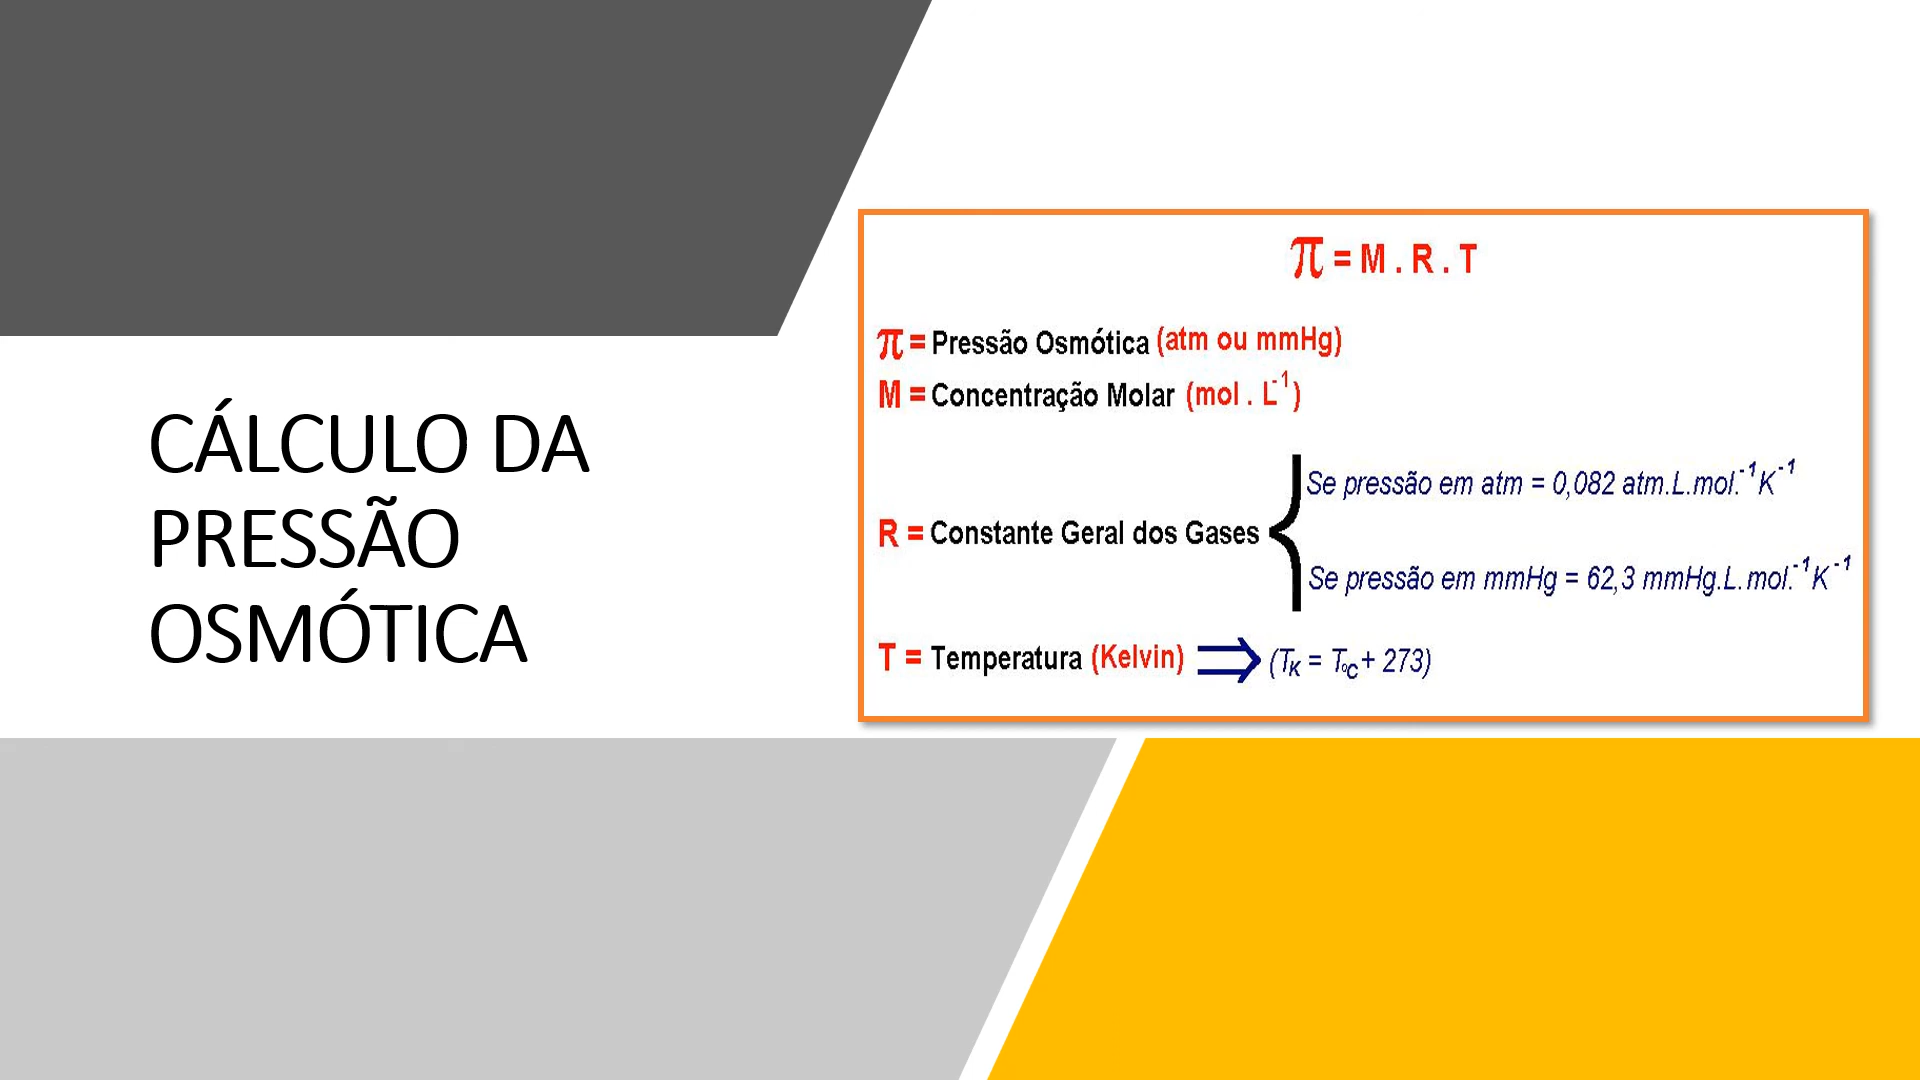 CÁLCULO DA
PRESSÃO
OSMÓTICA
π = M . R . T
π = Pressão Osmótica (atm ou mmHg)
M = Concentração Molar (mol . L⁻¹)
Se pressão em atm = 0,082 atm.L.mol.⁻¹K⁻¹
R = Constante Geral dos Gases
Se pressão em mmHg = 62,3 mmHg.L.mol.⁻¹K⁻¹
T = Temperatura (Kelvin) ⇒ (TK = T°C + 273)